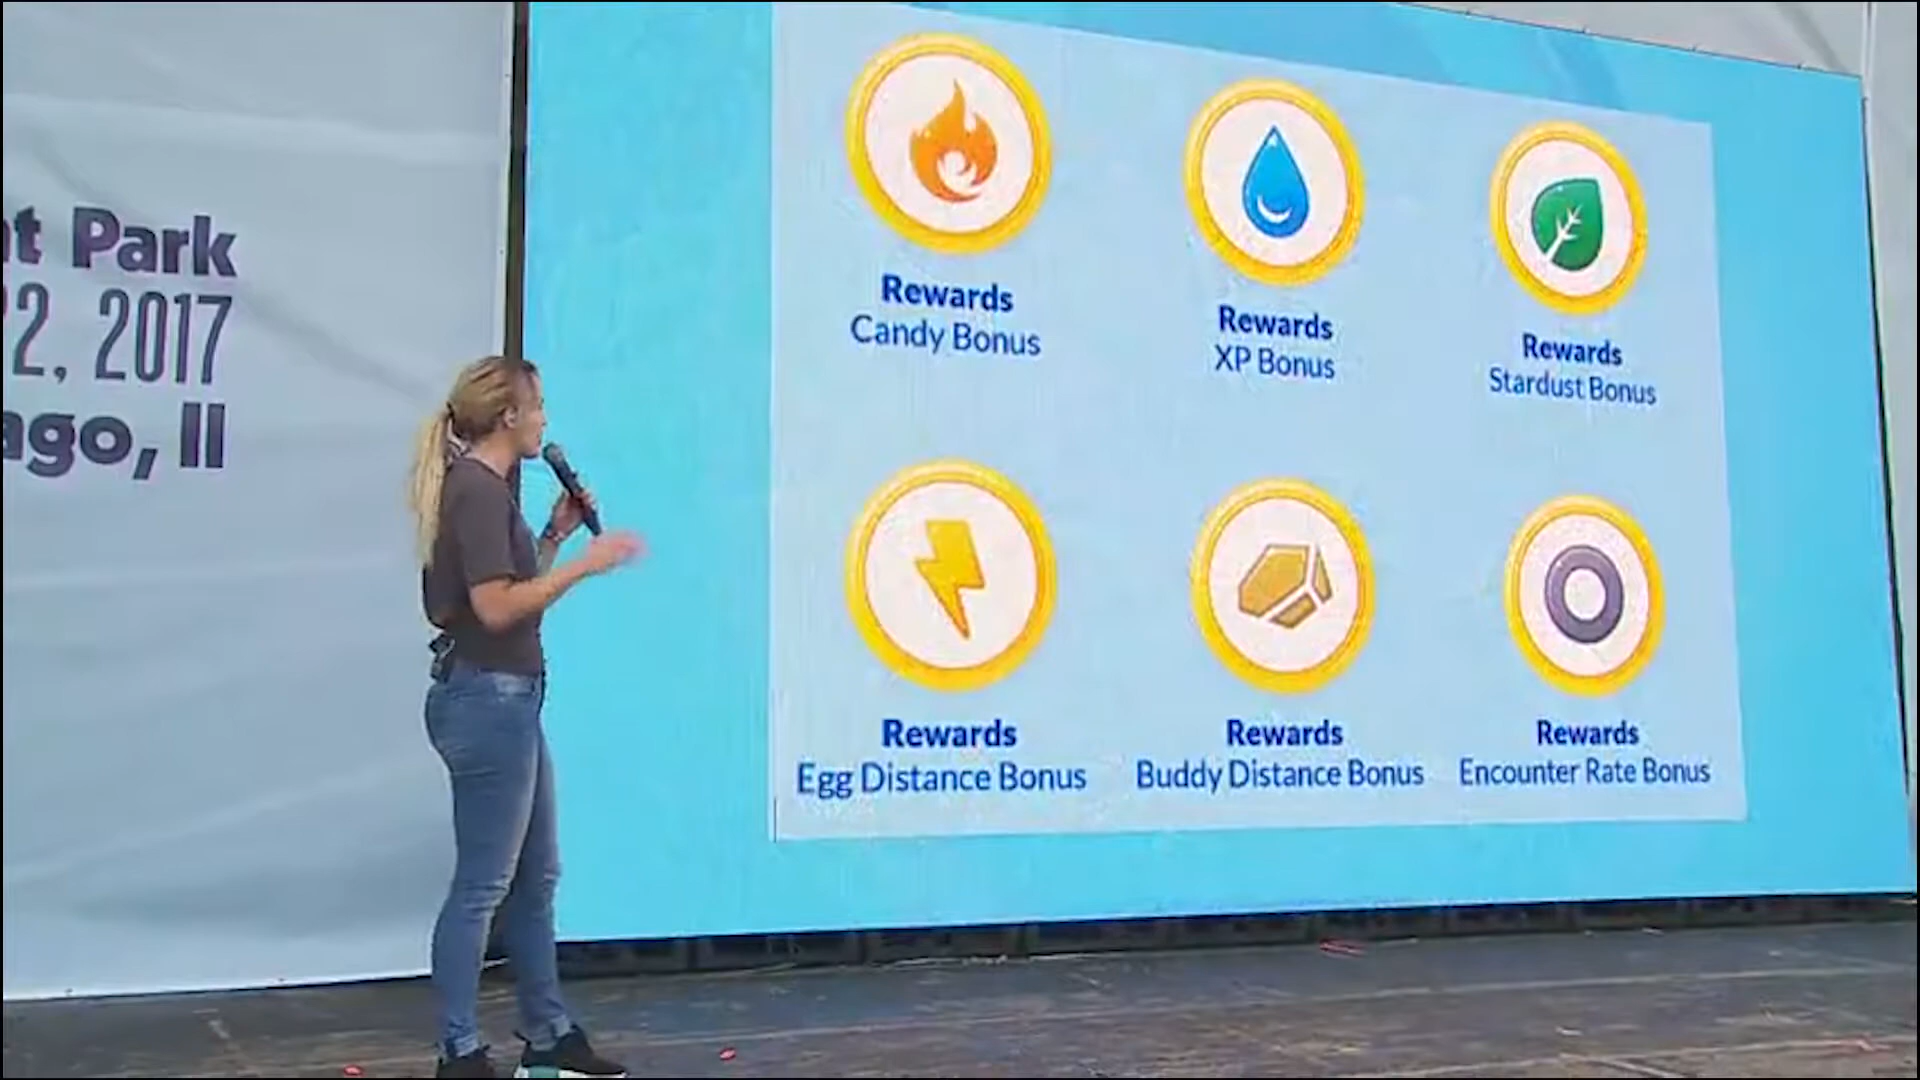 t Park
2, 2017
ago, Il
Rewards
Candy Bonus
Rewards
XP Bonus
Rewards
Stardust Bonus
Rewards
Egg Distance Bonus
Rewards
Buddy Distance Bonus
Rewards
Encounter Rate Bonus